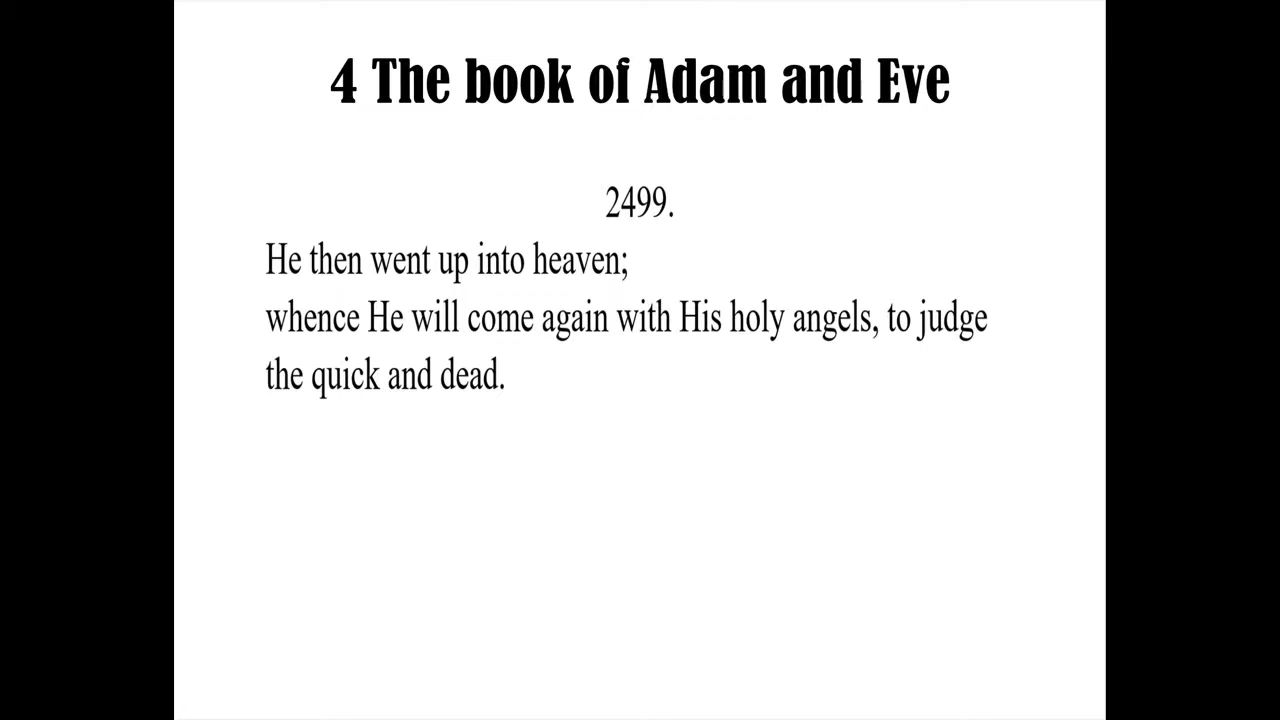 4 The book of Adam and Eve
2499.
He then went up into heaven;
whence He will come again with His holy angels, to judge
the quick and dead.